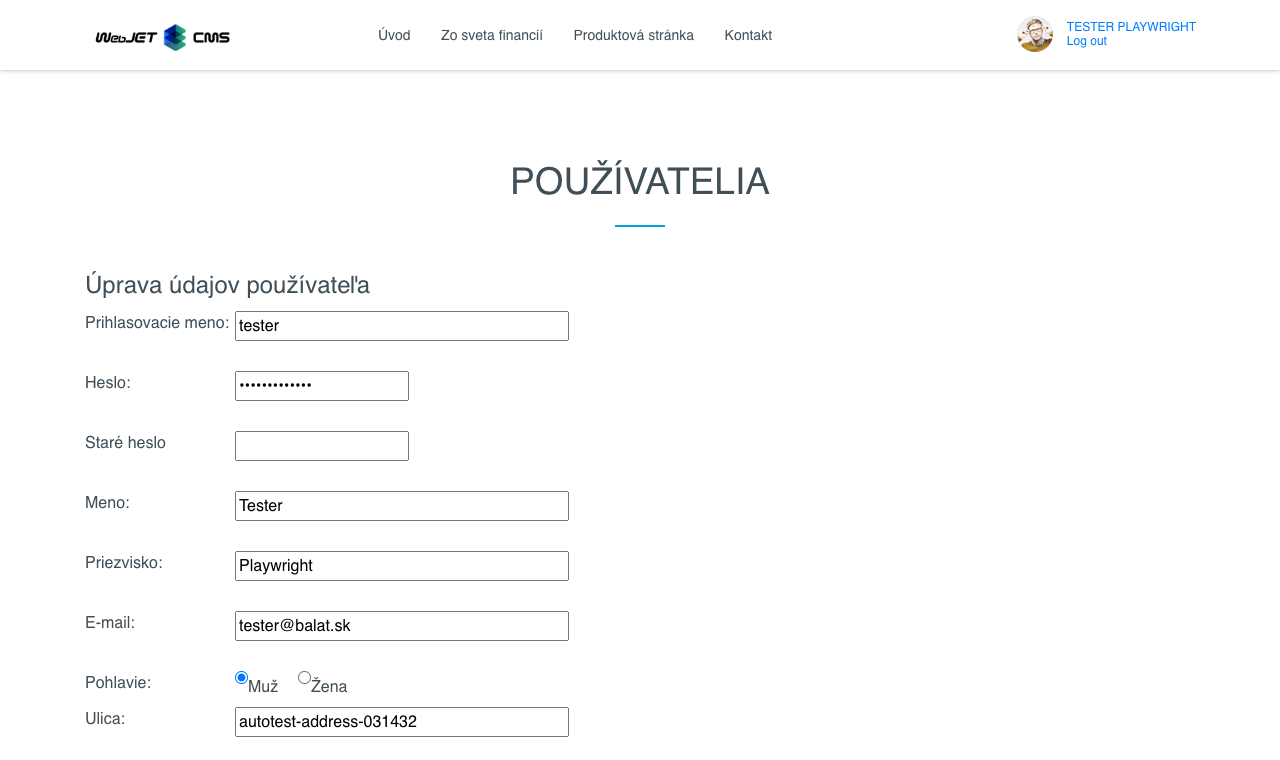 WebJET CMS
Úvod
Zo sveta financií
Produktová stránka
Kontakt
TESTER PLAYWRIGHT
Log out
POUŽÍVATELIA
Úprava údajov používateľa
Prihlasovacie meno: tester
Heslo: •••••••••••••
Staré heslo
Meno: Tester
Priezvisko: Playwright
E-mail: tester@balat.sk
Pohlavie: Muž Žena
Ulica: autotest-address-031432